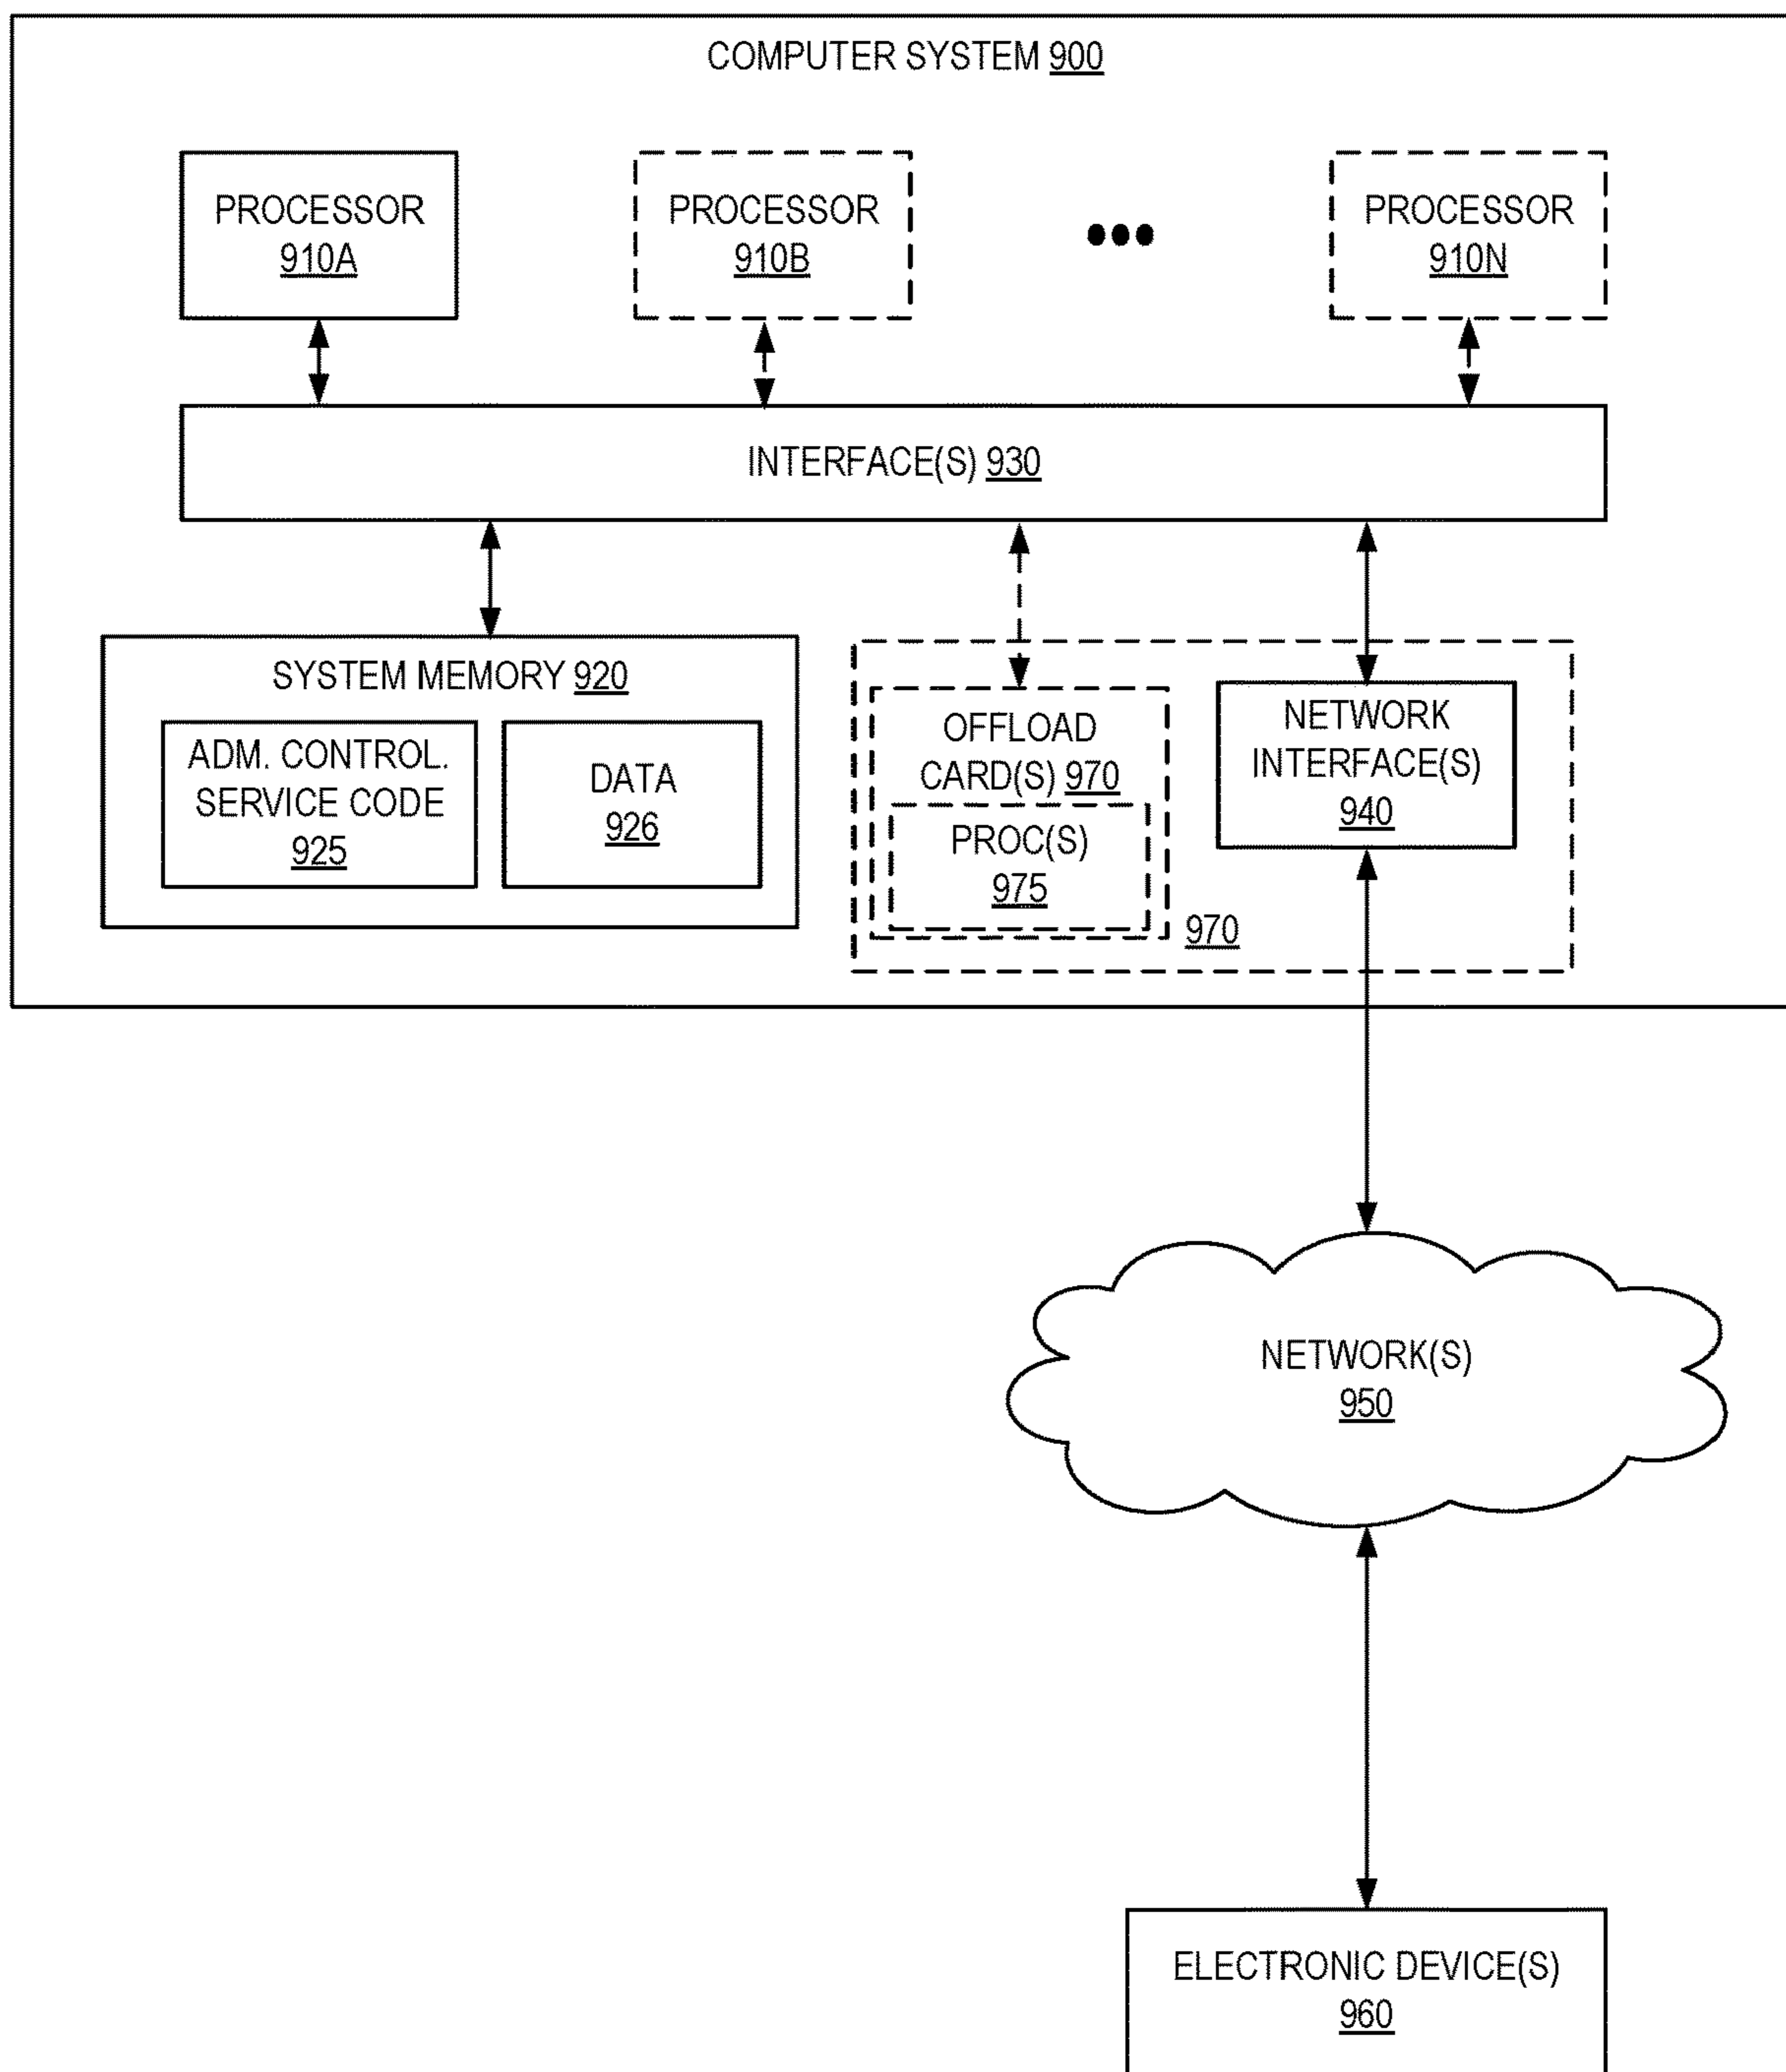 COMPUTER SYSTEM 900
PROCESSOR
910A
PROCESSOR
910B
PROCESSOR
910N
INTERFACE(S) 930
SYSTEM MEMORY 920
ADM. CONTROL.
SERVICE CODE
925
DATA
926
OFFLOAD
CARD(S) 970
PROC(S)
975
970
NETWORK
INTERFACE(S)
940
NETWORK(S)
950
ELECTRONIC DEVICE(S)
960